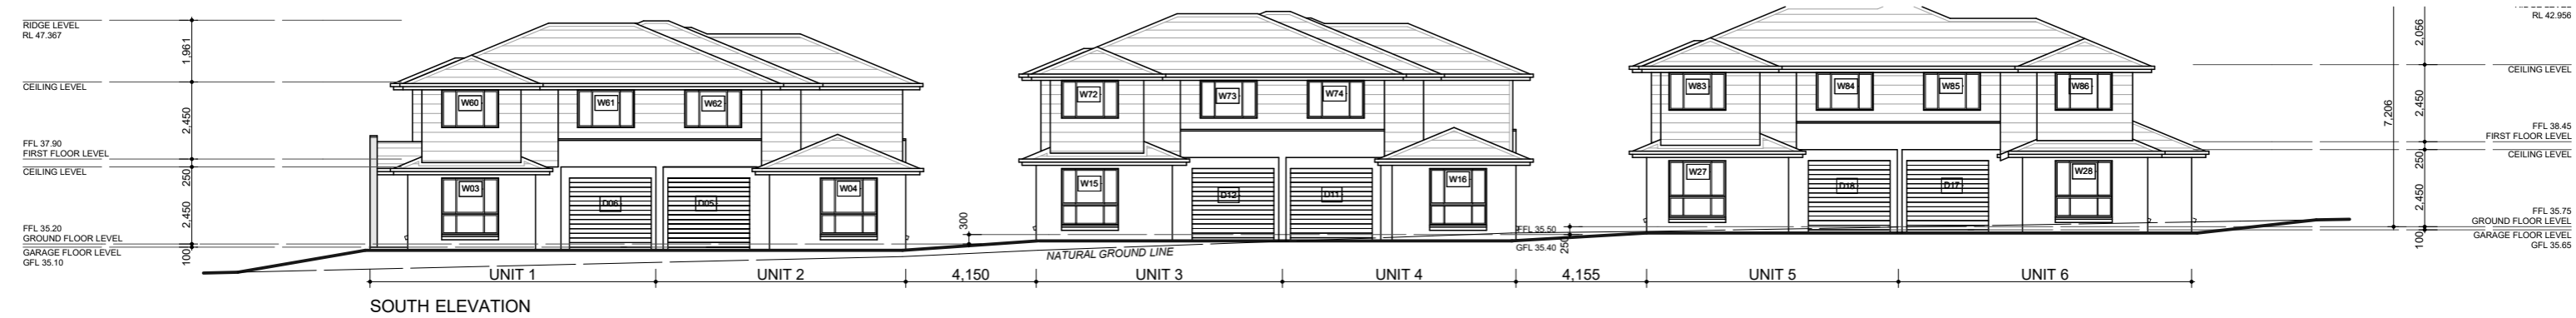 RIDGE LEVEL
RL 47.367
1,961
CEILING LEVEL
2,450
FFL 37.90
FIRST FLOOR LEVEL
CEILING LEVEL
250
2,450
FFL 35.20
GROUND FLOOR LEVEL
GARAGE FLOOR LEVEL
GFL 35.10
100
W60
W61
W62
W03
D06
D05
W04
W72
W73
W74
W15
D12
D11
W16
W83
W84
W85
W86
W27
D18
D17
W28
300
NATURAL GROUND LINE
FFL 35.50
GFL 35.40
250
UNIT 1
UNIT 2
4,150
UNIT 3
UNIT 4
4,155
UNIT 5
UNIT 6
SOUTH ELEVATION
RL 42.956
2,056
7,206
CEILING LEVEL
2,450
FFL 38.45
FIRST FLOOR LEVEL
250
CEILING LEVEL
2,450
FFL 35.75
GROUND FLOOR LEVEL
GARAGE FLOOR LEVEL
GFL 35.65
100